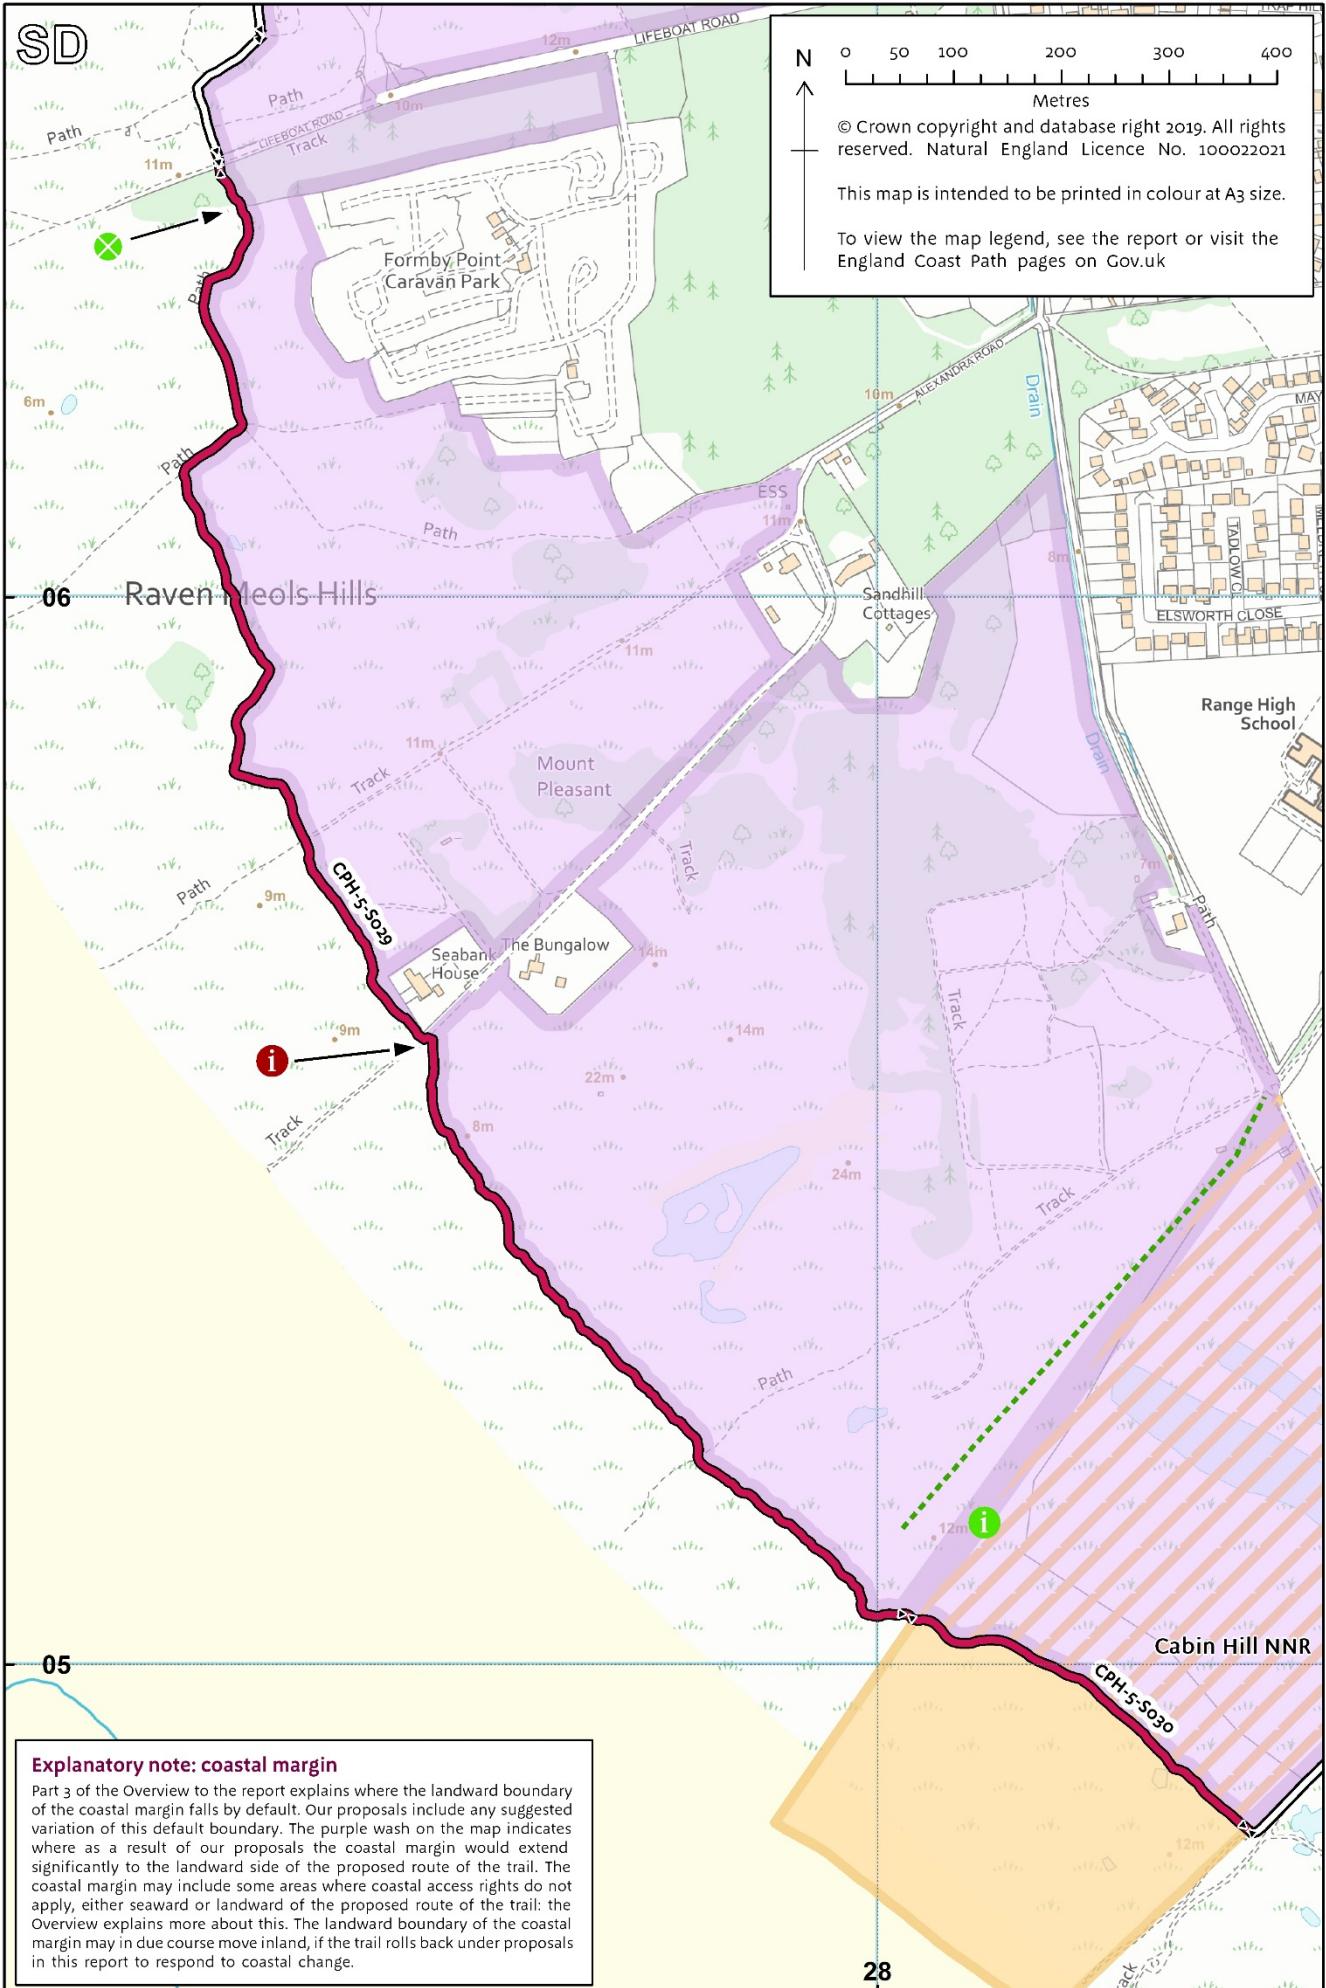 SD
LIFEBOAT ROAD
12m
N
0 50 100 200 300 400
Metres
© Crown copyright and database right 2019. All rights
reserved. Natural England Licence No. 100022021
This map is intended to be printed in colour at A3 size.
To view the map legend, see the report or visit the
England Coast Path pages on Gov.uk
Path
10m
Path
LIFEBOAT ROAD
Track
11m
Formby Point
Caravan Park
Path
6m
ALEXANDRA ROAD
10m
Drain
MAY
Path
ESS
11m
Path
8m
TADLOW CL
06
Raven Meols Hills
Sandhill
Cottages
ELSWORTH CLOSE
11m
Range High
School
11m
Mount
Pleasant
Drain
Track
Track
7m
Path
9m
CPH-5-S029
Path
Seabank
House
The Bungalow
14m
Track
9m
14m
i
22m
Track
8m
24m
Track
Path
12m
i
05
Cabin Hill NNR
CPH-5-S030
12m
Explanatory note: coastal margin
Part 3 of the Overview to the report explains where the landward boundary
of the coastal margin falls by default. Our proposals include any suggested
variation of this default boundary. The purple wash on the map indicates
where as a result of our proposals the coastal margin would extend
significantly to the landward side of the proposed route of the trail. The
coastal margin may include some areas where coastal access rights do not
apply, either seaward or landward of the proposed route of the trail: the
Overview explains more about this. The landward boundary of the coastal
margin may in due course move inland, if the trail rolls back under proposals
in this report to respond to coastal change.
28